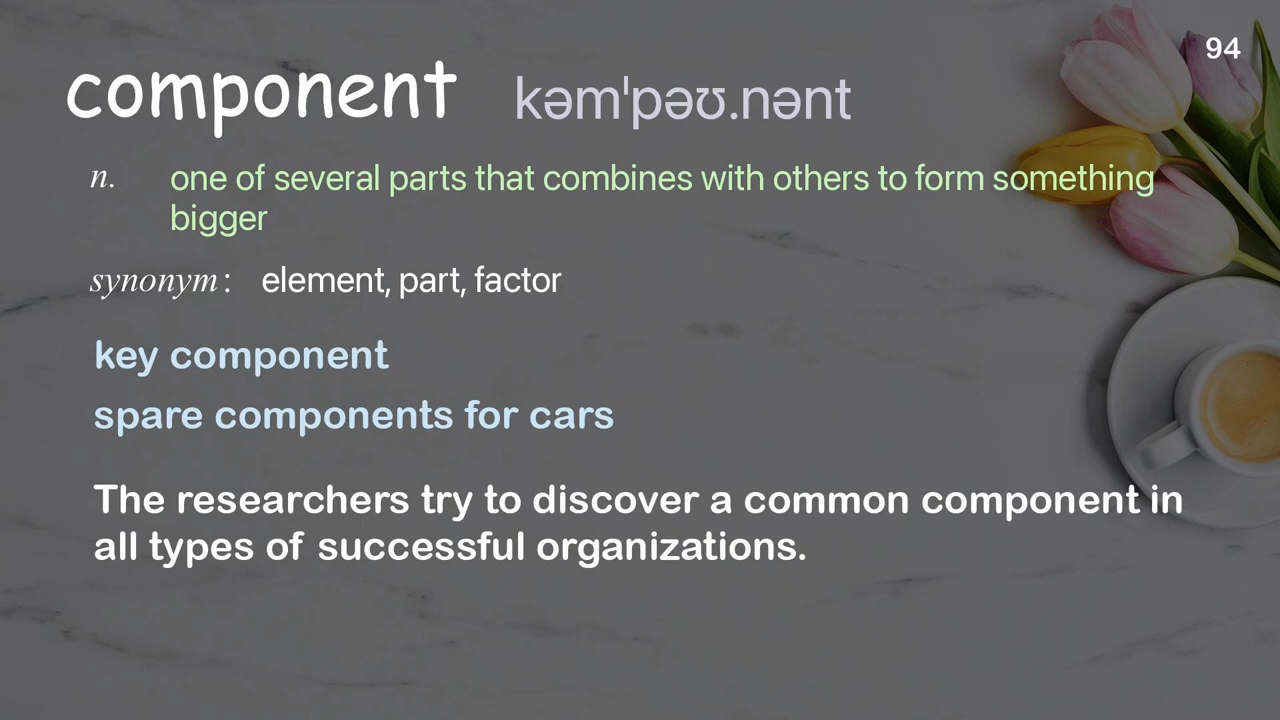 94
component kəmˈpəʊ.nənt
n. one of several parts that combines with others to form something
bigger
synonym: element, part, factor
key component
spare components for cars
The researchers try to discover a common component in
all types of successful organizations.